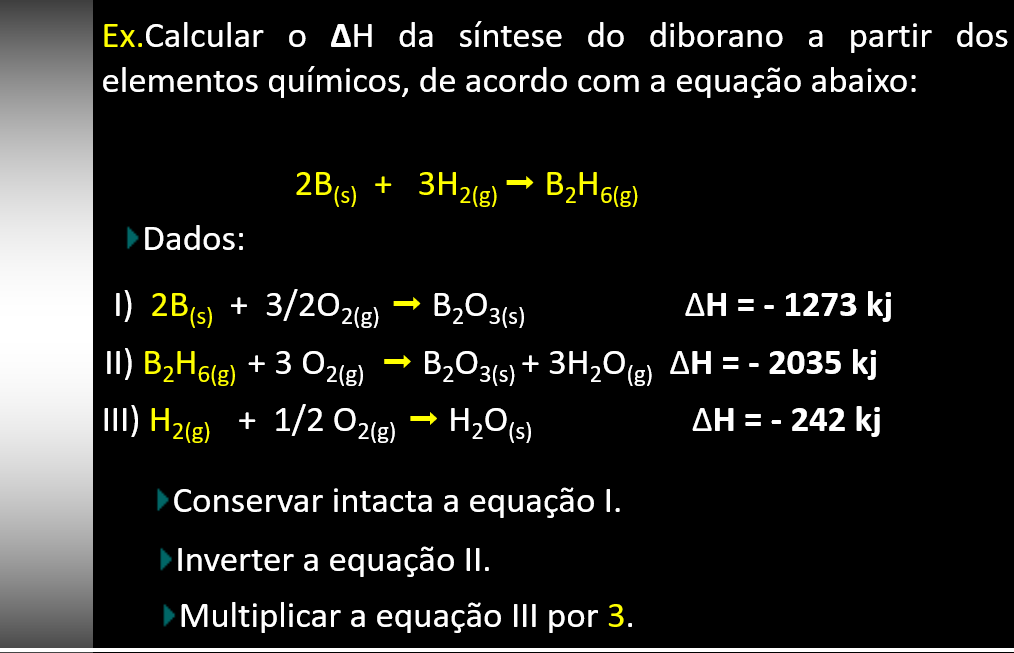 Ex.Calcular o ΔH da síntese do diborano a partir dos
elementos químicos, de acordo com a equação abaixo:
2B(s) + 3H2(g) → B2H6(g)
Dados:
I) 2B(s) + 3/2O2(g) → B2O3(s) ΔH = - 1273 kj
II) B2H6(g) + 3 O2(g) → B2O3(s) + 3H2O(g) ΔH = - 2035 kj
III) H2(g) + 1/2 O2(g) → H2O(s) ΔH = - 242 kj
Conservar intacta a equação I.
Inverter a equação II.
Multiplicar a equação III por 3.